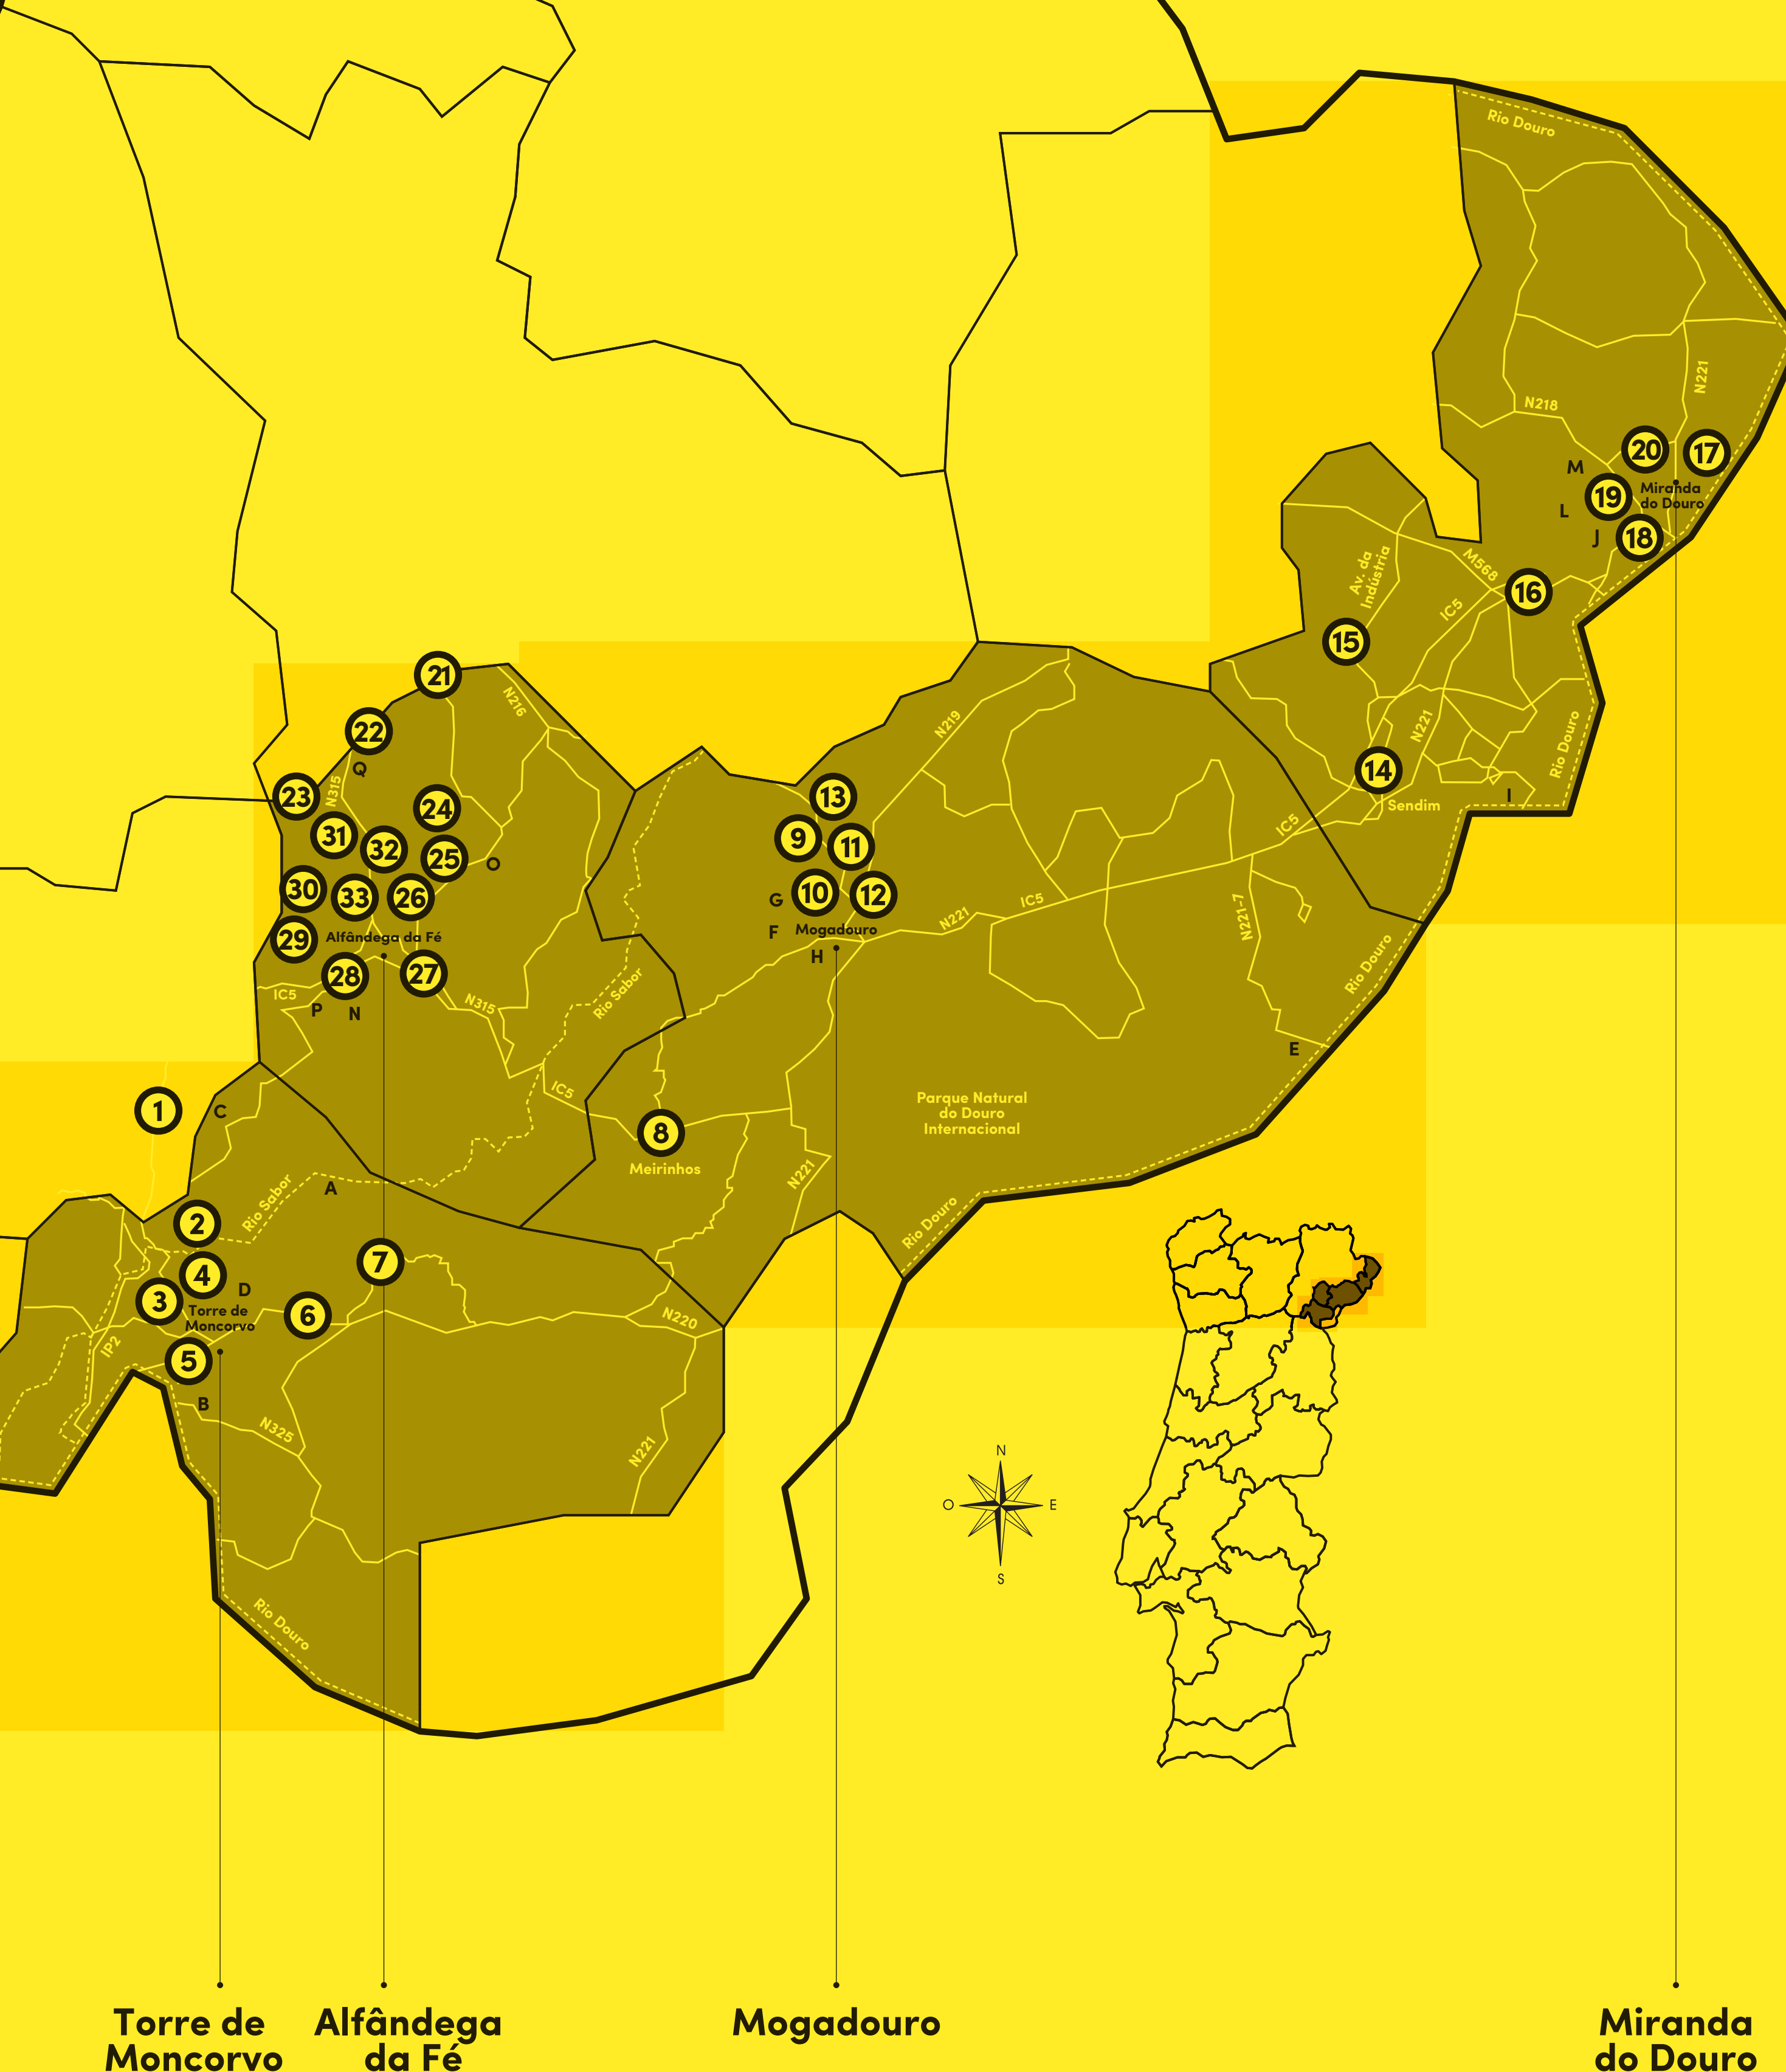 Rio Douro
N221
N218
20
17
M
19
Miranda
do Douro
L
J
18
Av. da
Indústria
M568
16
IC5
15
21
N216
22
Q
N219
N221
Rio Douro
14
Sendim
I
23
N315
24
13
31
32
25
O
9
11
IC5
30
33
26
G
10
12
IC5
N221
N221-7
29
Alfândega da Fé
F
Mogadouro
H
28
27
IC5
P
N
N315
Rio Sabor
Rio Douro
E
1
C
IC5
8
Meirinhos
Parque Natural
do Douro
Internacional
N221
A
Rio Sabor
2
Rio Douro
7
4
D
3
Torre de
Moncorvo
6
N220
IP2
5
B
N325
N221
N
O
E
S
Rio Douro
Torre de
Moncorvo
Alfândega
da Fé
Mogadouro
Miranda
do Douro